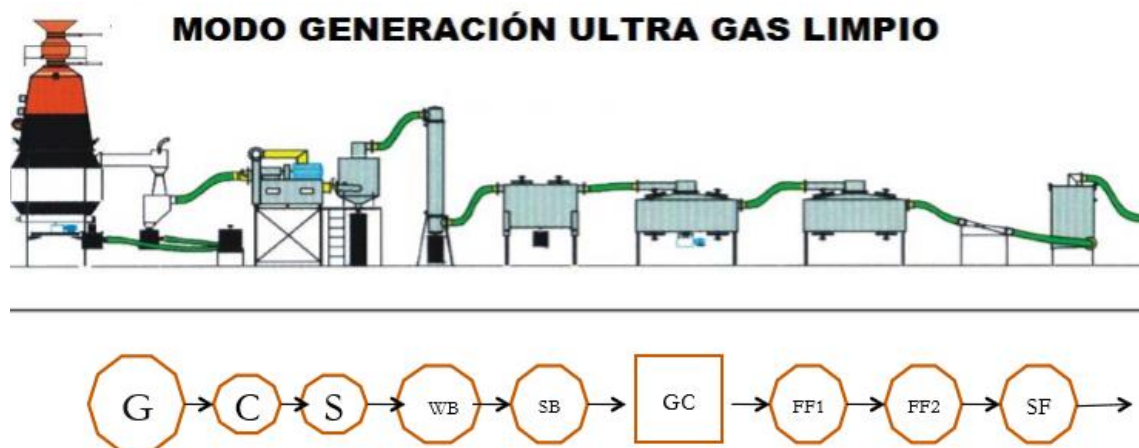 MODO GENERACIÓN ULTRA GAS LIMPIO
G C S WB SB GC FF1 FF2 SF